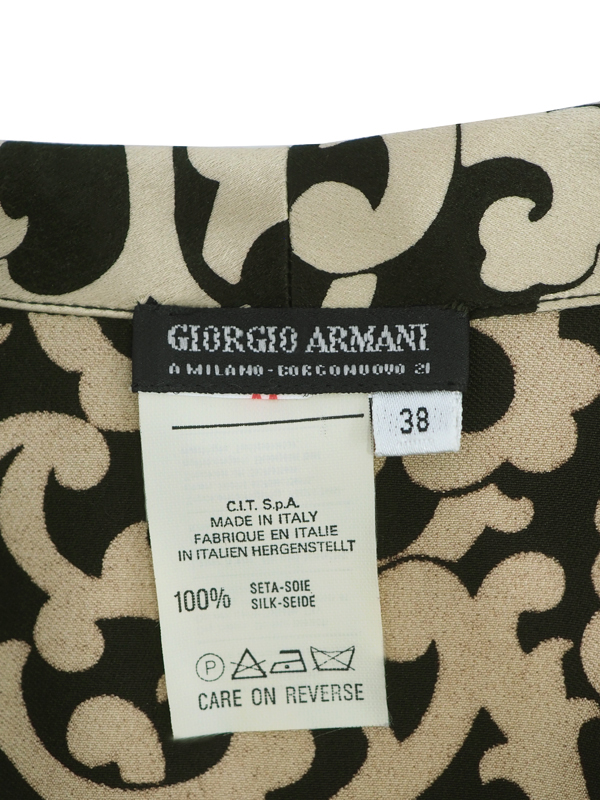 GIORGIO ARMANI
A MILANO - BORGONUOVO 21
38
C.I.T. S.p.A.
MADE IN ITALY
FABRIQUE EN ITALIE
IN ITALIEN HERGENSTELLT
100% SETA-SOIE
SILK-SEIDE
P
CARE ON REVERSE